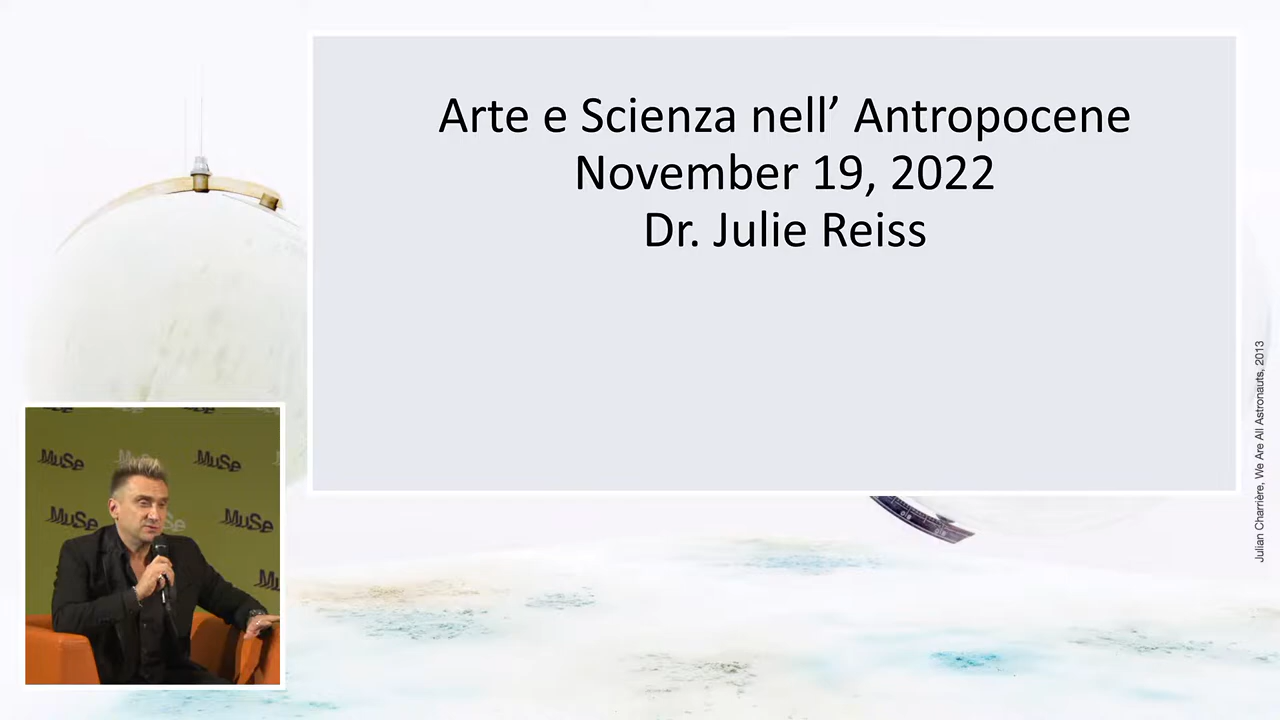 Arte e Scienza nell’ Antropocene
November 19, 2022
Dr. Julie Reiss
Julian Charrière, We Are All Astronauts, 2013
MuSe
MuSe
MuSe
MuSe
MuSe